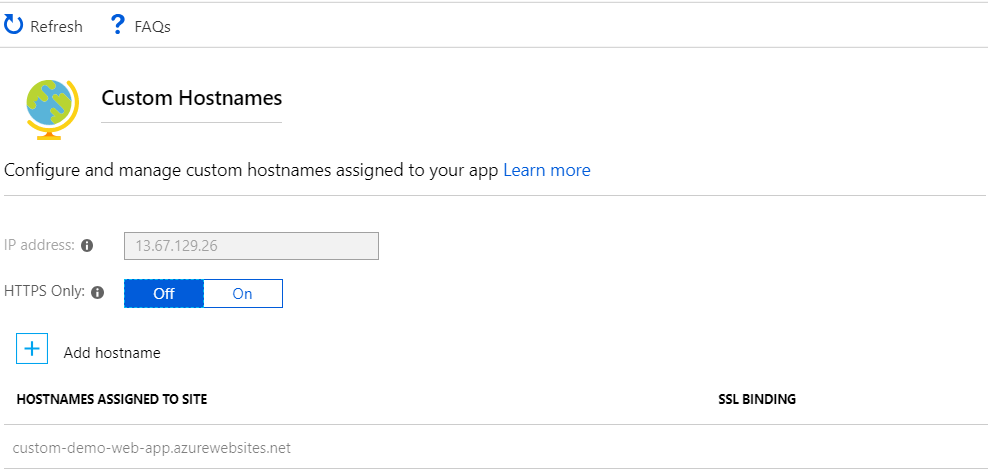 Refresh ? FAQs
Custom Hostnames
Configure and manage custom hostnames assigned to your app Learn more
IP address: 13.67.129.26
HTTPS Only: Off On
+ Add hostname
HOSTNAMES ASSIGNED TO SITE SSL BINDING
custom-demo-web-app.azurewebsites.net